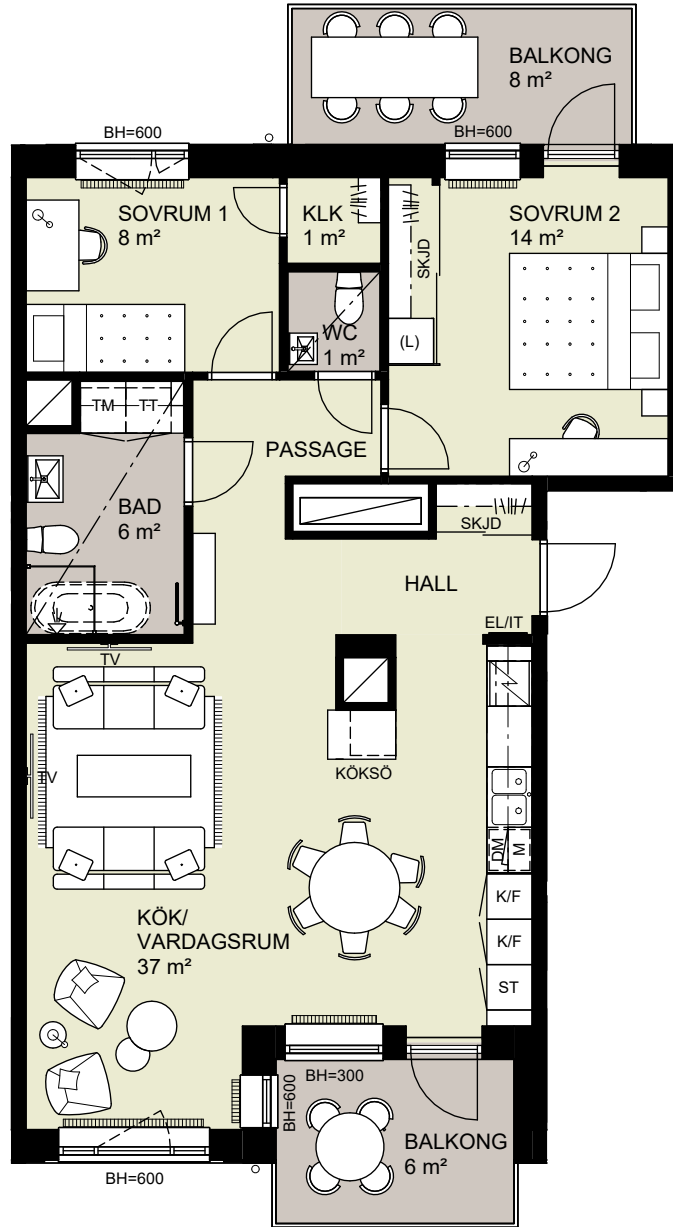 BALKONG
8 m²
BH=600
BH=600
SOVRUM 1
8 m²
KLK
1 m²
SKJD
SOVRUM 2
14 m²
WC
1 m²
(L)
TM
TT
PASSAGE
BAD
6 m²
SKJD
HALL
EL/IT
TV
TV
KÖKSÖ
DM
M
K/F
K/F
ST
KÖK/
VARDAGSRUM
37 m²
BH=300
BH=600
BALKONG
6 m²
BH=600